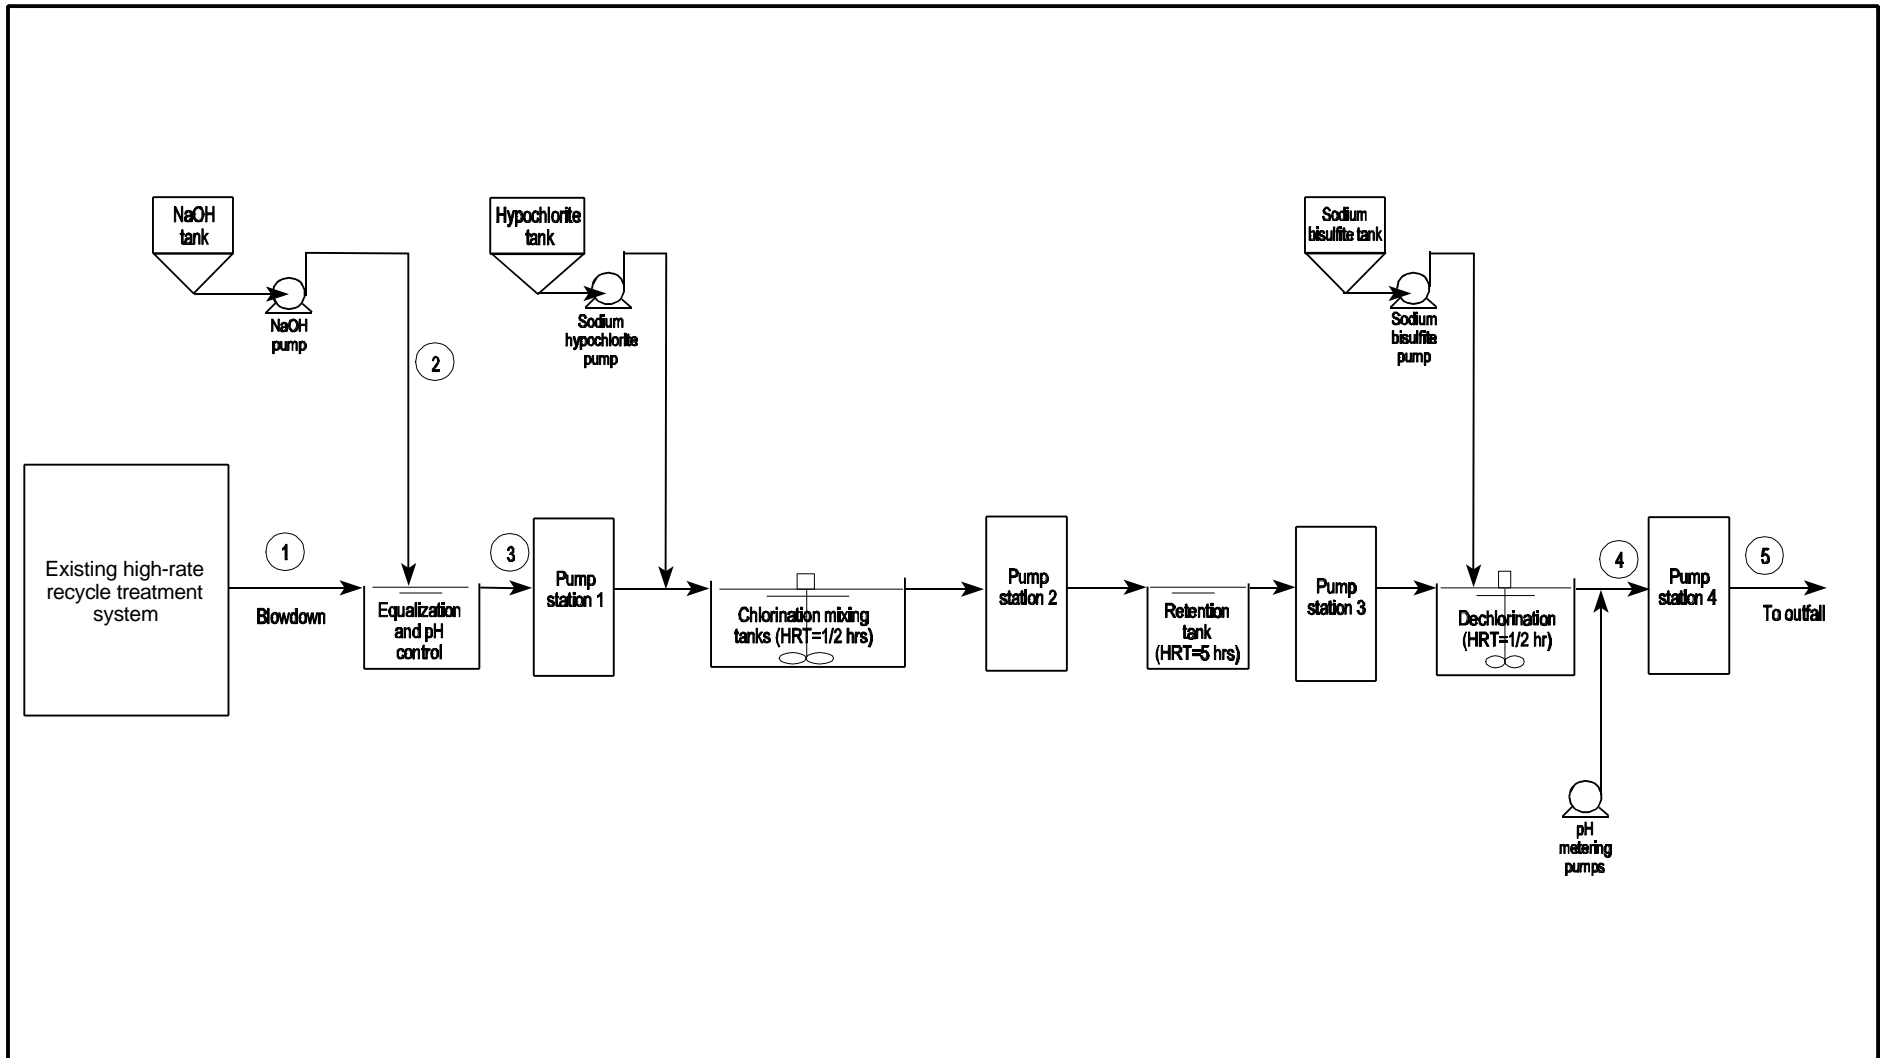 NaOH
tank
NaOH
pump
2
Hypochlorite
tank
Sodium
hypochlorite
pump
Sodium
bisulfite tank
Sodium
bisulfite
pump
Existing high-rate
recycle treatment
system
1
Blowdown
Equalization
and pH
control
3
Pump
station 1
Chlorination mixing
tanks (HRT=1/2 hrs)
Pump
station 2
Retention
tank
(HRT=5 hrs)
Pump
station 3
Dechlorination
(HRT=1/2 hr)
4
Pump
station 4
5
To outfall
pH
metering
pumps